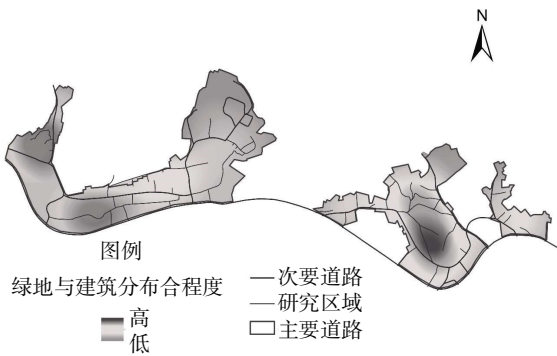 N
图例
绿地与建筑分布合程度
高
低
次要道路
研究区域
主要道路